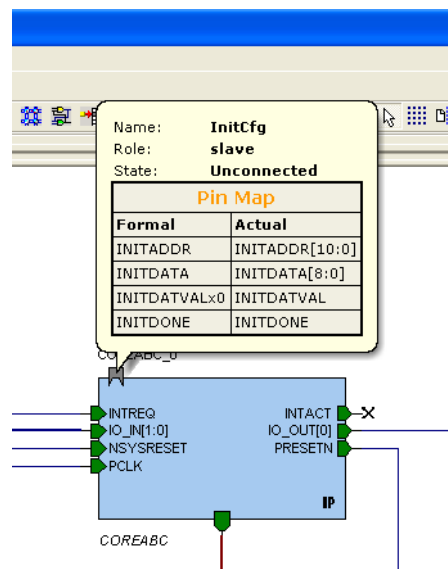 Name: InitCfg
Role: slave
State: Unconnected
Pin Map
Formal Actual
INITADDR INITADDR[10:0]
INITDATA INITDATA[8:0]
INITDATVALx0 INITDATVAL
INITDONE INITDONE
COREABC_0
INTREQ INTACT
IO_IN[1:0] IO_OUT[0]
NSYSRESET PRESETN
PCLK
IP
COREABC